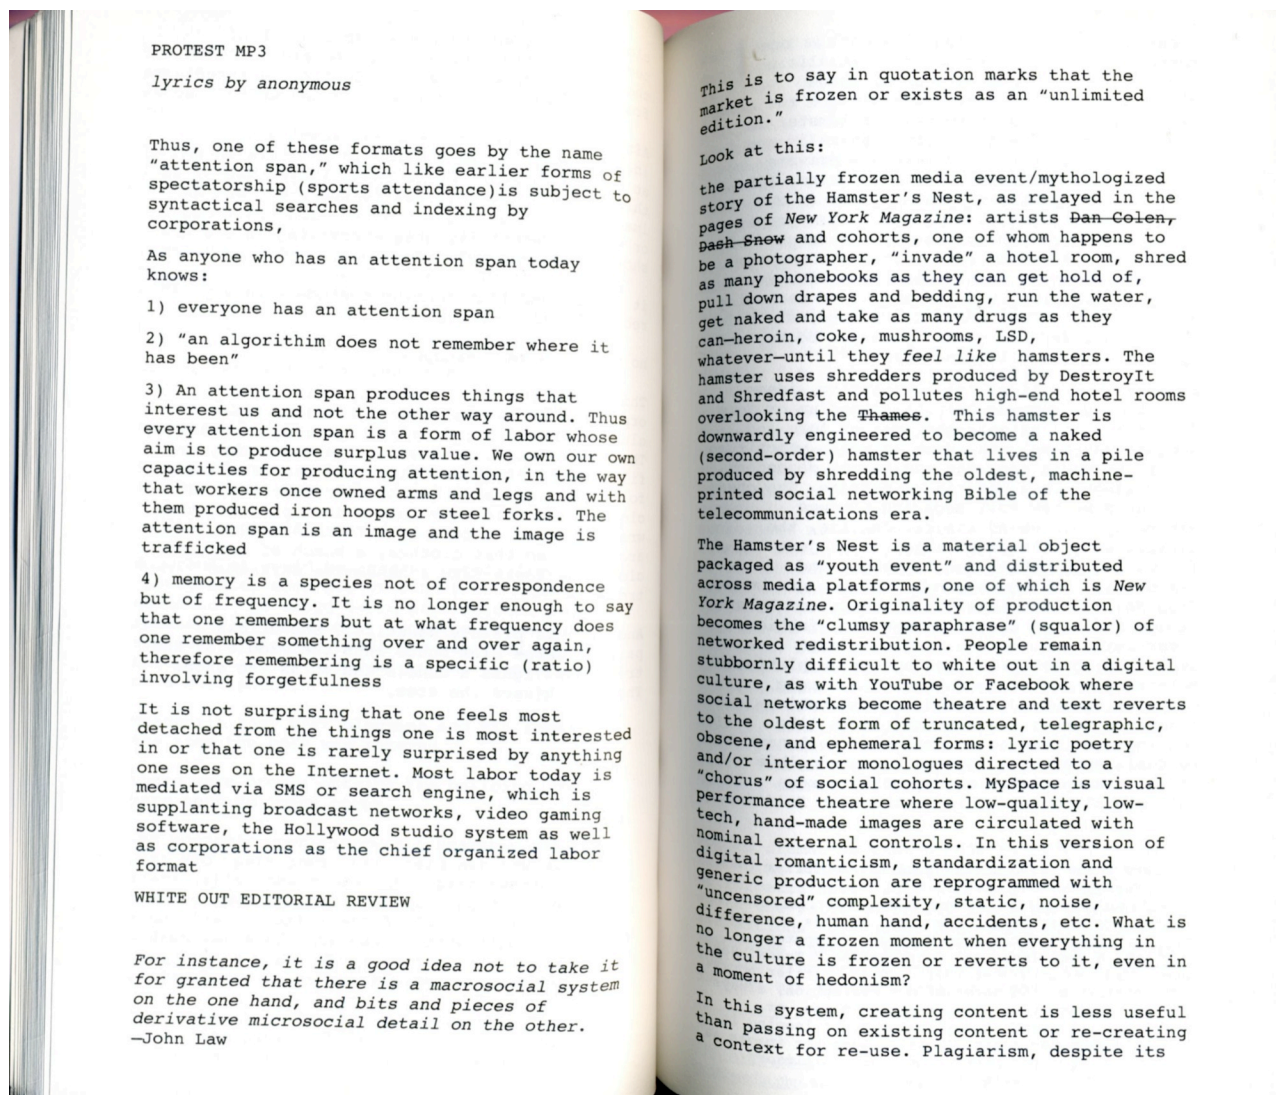 PROTEST MP3
lyrics by anonymous
Thus, one of these formats goes by the name
“attention span,” which like earlier forms of
spectatorship (sports attendance)is subject to
syntactical searches and indexing by
corporations,
As anyone who has an attention span today
knows:
1) everyone has an attention span
2) “an algorithim does not remember where it
has been”
3) An attention span produces things that
interest us and not the other way around. Thus
every attention span is a form of labor whose
aim is to produce surplus value. We own our own
capacities for producing attention, in the way
that workers once owned arms and legs and with
them produced iron hoops or steel forks. The
attention span is an image and the image is
trafficked
4) memory is a species not of correspondence
but of frequency. It is no longer enough to say
that one remembers but at what frequency does
one remember something over and over again,
therefore remembering is a specific (ratio)
involving forgetfulness
It is not surprising that one feels most
detached from the things one is most interested
in or that one is rarely surprised by anything
one sees on the Internet. Most labor today is
mediated via SMS or search engine, which is
supplanting broadcast networks, video gaming
software, the Hollywood studio system as well
as corporations as the chief organized labor
format
WHITE OUT EDITORIAL REVIEW
For instance, it is a good idea not to take it
for granted that there is a macrosocial system
on the one hand, and bits and pieces of
derivative microsocial detail on the other.
—John Law
This is to say in quotation marks that the
market is frozen or exists as an “unlimited
edition.”
Look at this:
the partially frozen media event/mythologized
story of the Hamster’s Nest, as relayed in the
pages of New York Magazine: artists Dan Colen,
Dash Snow and cohorts, one of whom happens to
be a photographer, “invade” a hotel room, shred
as many phonebooks as they can get hold of,
pull down drapes and bedding, run the water,
get naked and take as many drugs as they
can—heroin, coke, mushrooms, LSD,
whatever—until they feel like hamsters. The
hamster uses shredders produced by DestroyIt
and Shredfast and pollutes high-end hotel rooms
overlooking the Thames. This hamster is
downwardly engineered to become a naked
(second-order) hamster that lives in a pile
produced by shredding the oldest, machine-
printed social networking Bible of the
telecommunications era.
The Hamster’s Nest is a material object
packaged as “youth event” and distributed
across media platforms, one of which is New
York Magazine. Originality of production
becomes the “clumsy paraphrase” (squalor) of
networked redistribution. People remain
stubbornly difficult to white out in a digital
culture, as with YouTube or Facebook where
social networks become theatre and text reverts
to the oldest form of truncated, telegraphic,
obscene, and ephemeral forms: lyric poetry
and/or interior monologues directed to a
“chorus” of social cohorts. MySpace is visual
performance theatre where low-quality, low-
tech, hand-made images are circulated with
nominal external controls. In this version of
digital romanticism, standardization and
generic production are reprogrammed with
“uncensored” complexity, static, noise,
difference, human hand, accidents, etc. What is
no longer a frozen moment when everything in
the culture is frozen or reverts to it, even in
a moment of hedonism?
In this system, creating content is less useful
than passing on existing content or re-creating
a context for re-use. Plagiarism, despite its